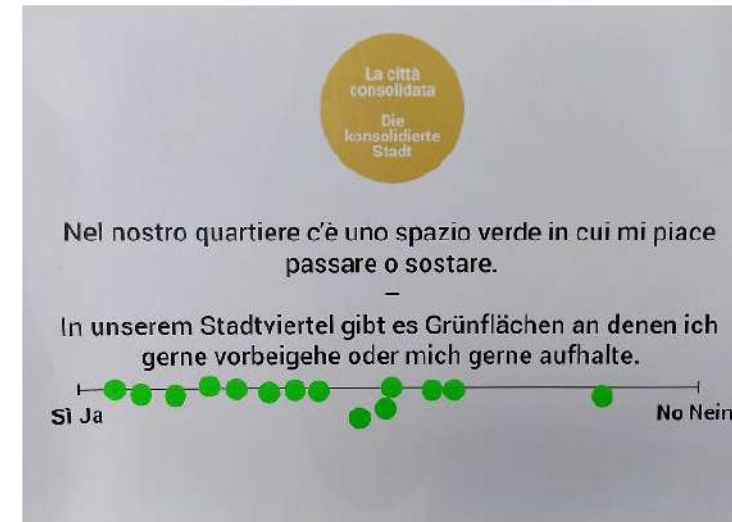 La città
consolidata
Die
konsolidierte
Stadt
Nel nostro quartiere c'è uno spazio verde in cui mi piace
passare o sostare.
–
In unserem Stadtviertel gibt es Grünflächen an denen ich
gerne vorbeigehe oder mich gerne aufhalte.
Sì Ja No Nein